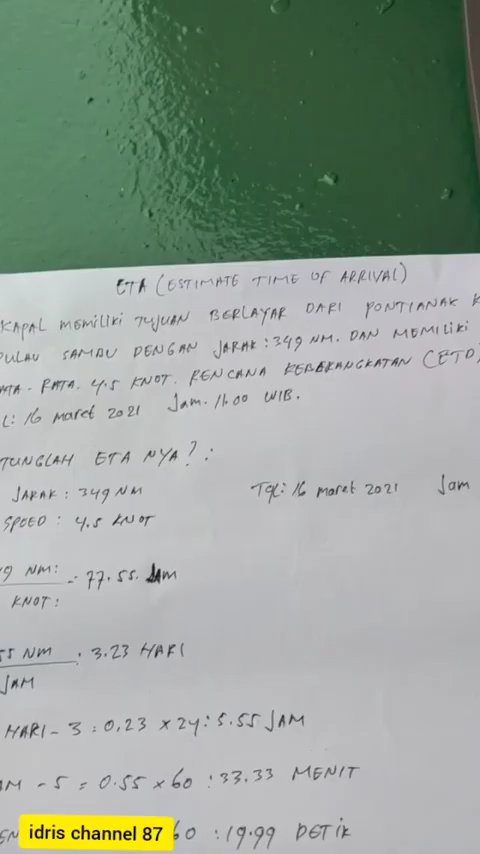 ETA (ESTIMATE TIME OF ARRIVAL)
KAPAL MEMILIKI TUJUAN BERLAYAR DARI PONTIANAK K
PULAU SAMBU DENGAN JARAK : 349 NM. DAN MEMILIKI
RATA - RATA. 4.5 KNOT. RENCANA KEBERANGKATAN (ETD)
L : 16 maret 2021 Jam. 11.00 WIB.
TUNGLAH ETA NYA? :
JARAK : 349 NM
TGL : 16 maret 2021 Jam
SPEED : 4.5 KNOT
9 NM :
= 77.55. JAM
KNOT :
55 NM . 3.23 HARI
JAM
HARI - 3 = 0.23 x 24 : 5.55 JAM
AM - 5 = 0.55 x 60 : 33.33 MENIT
60 : 19.99 DETIK
idris channel 87